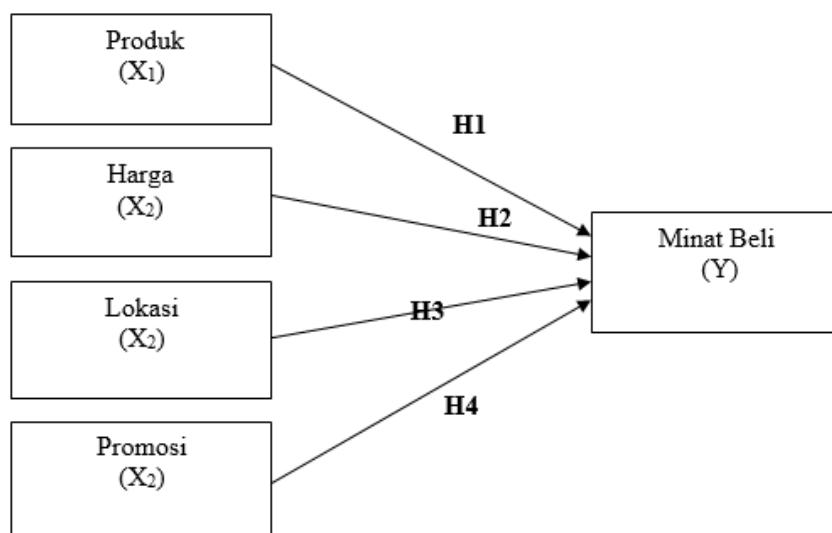 Produk
(X₁)
H1
Harga
(X₂)
H2
Minat Beli
(Y)
Lokasi
(X₂)
H3
Promosi
(X₂)
H4